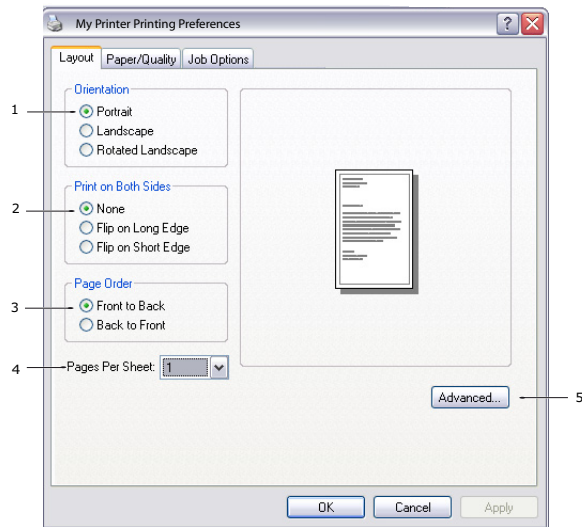 My Printer Printing Preferences
Layout Paper/Quality Job Options
Orientation
1 Portrait
Landscape
Rotated Landscape
Print on Both Sides
2 None
Flip on Long Edge
Flip on Short Edge
Page Order
3 Front to Back
Back to Front
4 Pages Per Sheet: 1
Advanced... 5
OK Cancel Apply